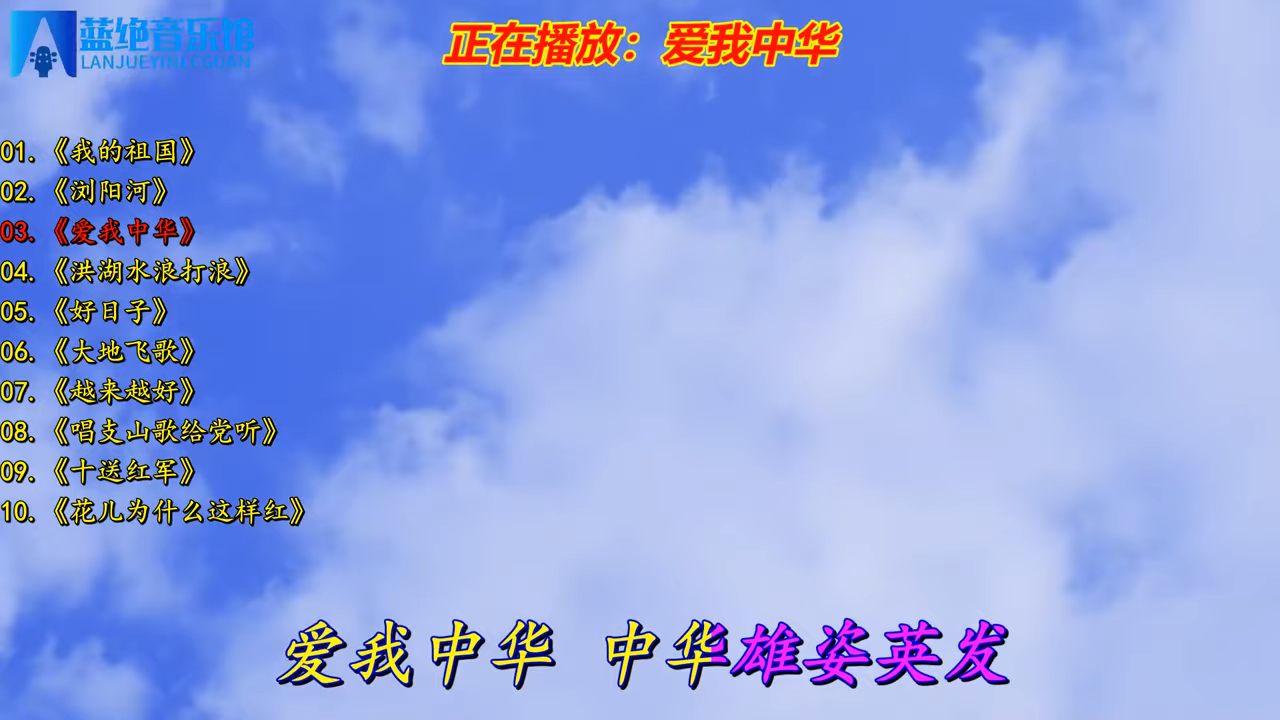 蓝绝音乐馆
LANJUEYINLEGUAN
正在播放：爱我中华
01.《我的祖国》
02.《浏阳河》
03.《爱我中华》
04.《洪湖水浪打浪》
05.《好日子》
06.《大地飞歌》
07.《越来越好》
08.《唱支山歌给党听》
09.《十送红军》
10.《花儿为什么这样红》
爱我中华 中华雄姿英发